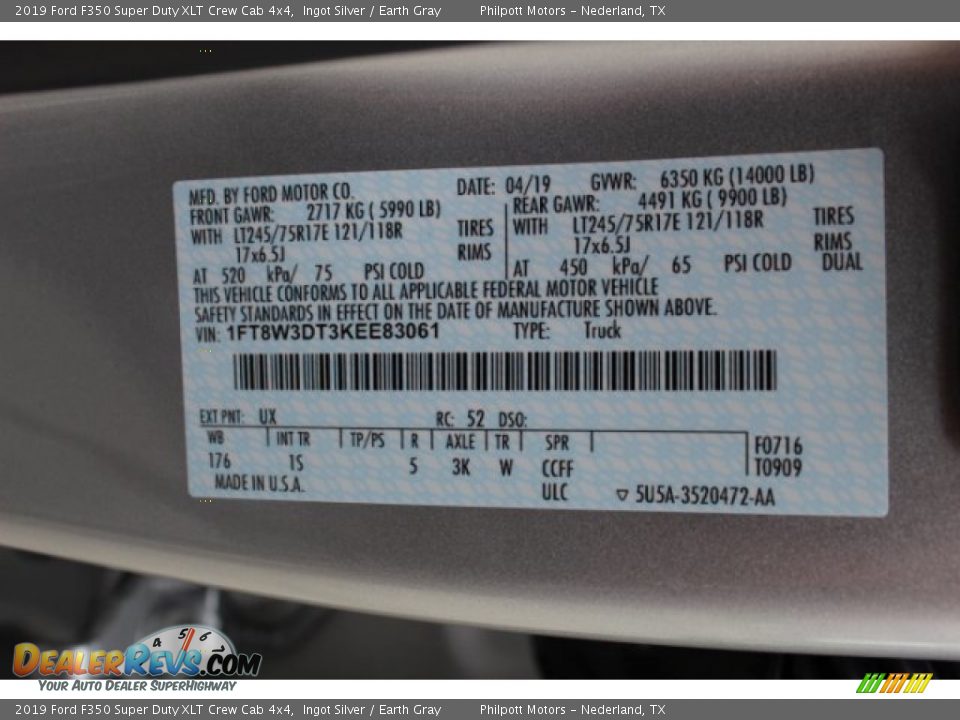 2019 Ford F350 Super Duty XLT Crew Cab 4x4, Ingot Silver / Earth Gray Philpott Motors - Nederland, TX
MFD. BY FORD MOTOR CO. DATE: 04/19 GVWR: 6350 KG (14000 LB)
FRONT GAWR: 2717 KG ( 5990 LB) REAR GAWR: 4491 KG ( 9900 LB)
WITH LT245/75R17E 121/118R TIRES WITH LT245/75R17E 121/118R TIRES
17x6.5J RIMS 17x6.5J RIMS
AT 520 kPa/ 75 PSI COLD AT 450 kPa/ 65 PSI COLD DUAL
THIS VEHICLE CONFORMS TO ALL APPLICABLE FEDERAL MOTOR VEHICLE
SAFETY STANDARDS IN EFFECT ON THE DATE OF MANUFACTURE SHOWN ABOVE.
VIN: 1FT8W3DT3KEE83061 TYPE: Truck
EXT PNT: UX RC: 52 DSO:
WB INT TR TP/PS R AXLE TR SPR F0716
176 1S 5 3K W CCFF T0909
MADE IN U.S.A. ULC ▽ 5U5A-3520472-AA
4 5 6
DEALERREVS.COM
YOUR AUTO DEALER SUPERHIGHWAY
2019 Ford F350 Super Duty XLT Crew Cab 4x4, Ingot Silver / Earth Gray Philpott Motors - Nederland, TX